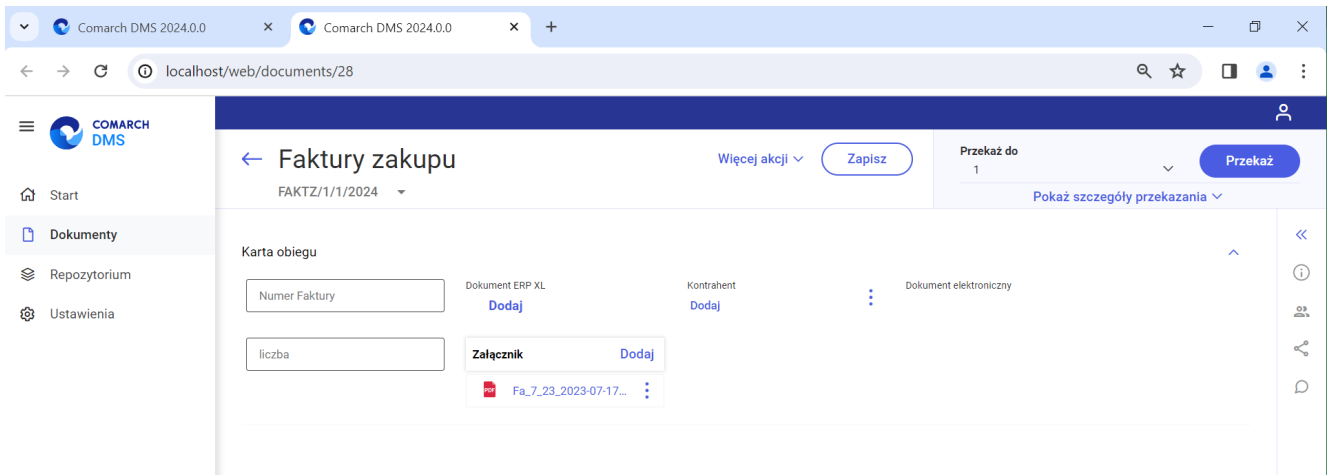 Comarch DMS 2024.0.0
Comarch DMS 2024.0.0
localhost/web/documents/28
COMARCH
DMS
Start
Dokumenty
Repozytorium
Ustawienia
Faktury zakupu
FAKTZ/1/1/2024
Więcej akcji
Zapisz
Przekaż do
1
Przekaż
Pokaż szczegóły przekazania
Karta obiegu
Numer Faktury
Dokument ERP XL
Dodaj
Kontrahent
Dodaj
Dokument elektroniczny
liczba
Załącznik Dodaj
PDF Fa_7_23_2023-07-17...